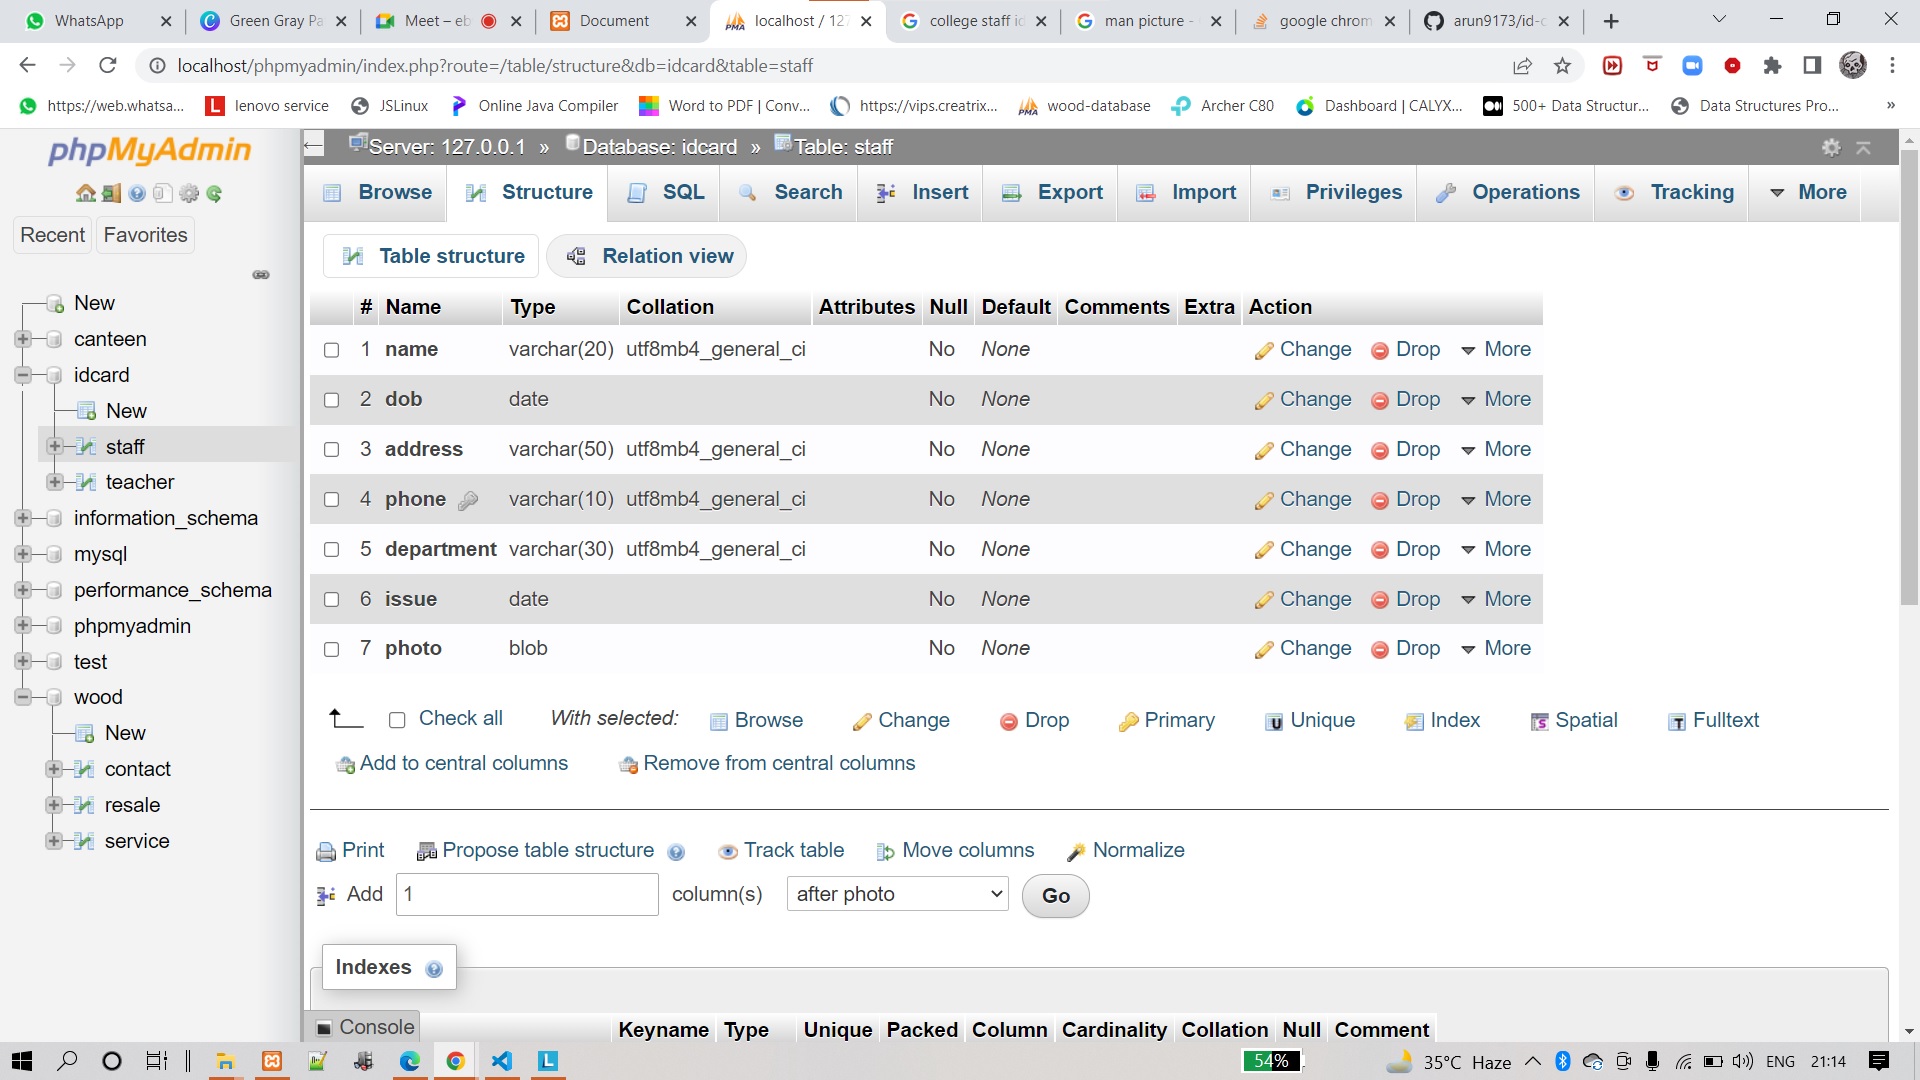 WhatsApp
Green Gray Pa
Meet – eb
Document
localhost / 127
college staff id
man picture -
google chrom
arun9173/id-c
localhost/phpmyadmin/index.php?route=/table/structure&db=idcard&table=staff
https://web.whatsa...
lenovo service
JSLinux
Online Java Compiler
Word to PDF | Conv...
https://vips.creatrix...
wood-database
Archer C80
Dashboard | CALYX...
500+ Data Structur...
Data Structures Pro...
»
phpMyAdmin
Recent
Favorites
New
canteen
idcard
New
staff
teacher
information_schema
mysql
performance_schema
phpmyadmin
test
wood
New
contact
resale
service
Server: 127.0.0.1 » Database: idcard » Table: staff
Browse Structure SQL Search Insert Export Import Privileges Operations Tracking More
Table structure Relation view
# Name Type Collation Attributes Null Default Comments Extra Action
1 name varchar(20) utf8mb4_general_ci No None Change Drop More
2 dob date No None Change Drop More
3 address varchar(50) utf8mb4_general_ci No None Change Drop More
4 phone varchar(10) utf8mb4_general_ci No None Change Drop More
5 department varchar(30) utf8mb4_general_ci No None Change Drop More
6 issue date No None Change Drop More
7 photo blob No None Change Drop More
Check all With selected: Browse Change Drop Primary Unique Index Spatial Fulltext
Add to central columns Remove from central columns
Print Propose table structure Track table Move columns Normalize
Add 1 column(s) after photo Go
Indexes
Console
Keyname Type Unique Packed Column Cardinality Collation Null Comment
54% 35°C Haze ENG 21:14